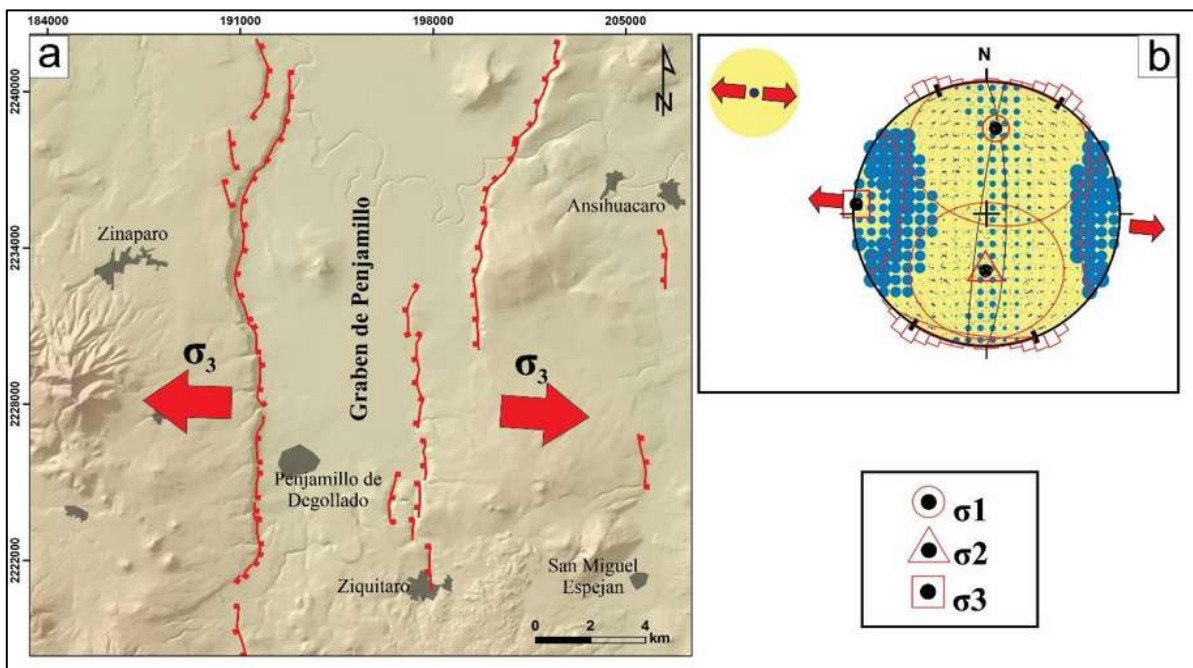 184000 191000 198000 205000
a
N
2240000
2234000
2228000
2222000
Zinaparo
Ansihuacaro
Graben de Penjamillo
σ3
σ3
Penjamillo de
Degollado
Ziquitaro
San Miguel
Espejan
0 2 4
km
b
N
σ1
σ2
σ3